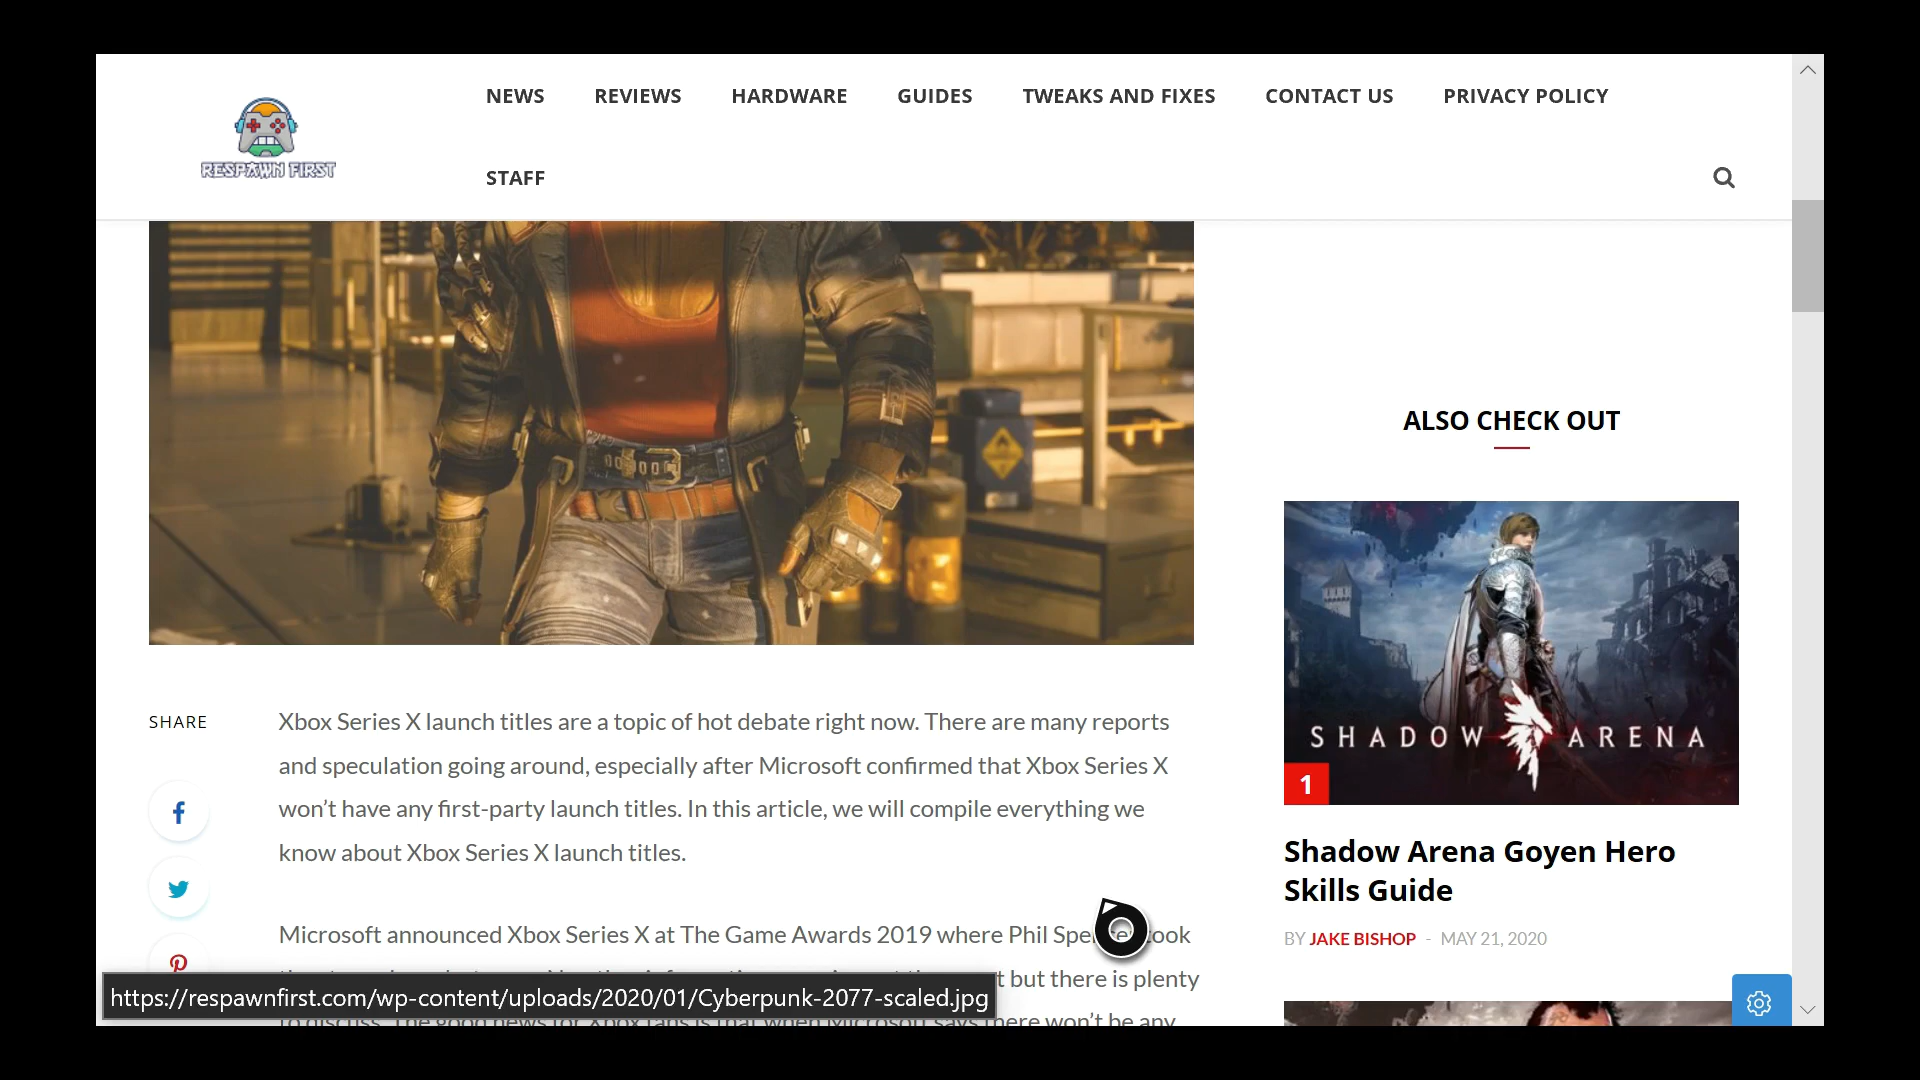 NEWS REVIEWS HARDWARE GUIDES TWEAKS AND FIXES CONTACT US PRIVACY POLICY
RESPAWN FIRST
STAFF
ALSO CHECK OUT
SHADOW ARENA
1
Shadow Arena Goyen Hero
Skills Guide
BY JAKE BISHOP - MAY 21, 2020
SHARE
Xbox Series X launch titles are a topic of hot debate right now. There are many reports
and speculation going around, especially after Microsoft confirmed that Xbox Series X
won’t have any first-party launch titles. In this article, we will compile everything we
know about Xbox Series X launch titles.
Microsoft announced Xbox Series X at The Game Awards 2019 where Phil
but there is plenty
there won’t be any
https://respawnfirst.com/wp-content/uploads/2020/01/Cyberpunk-2077-scaled.jpg